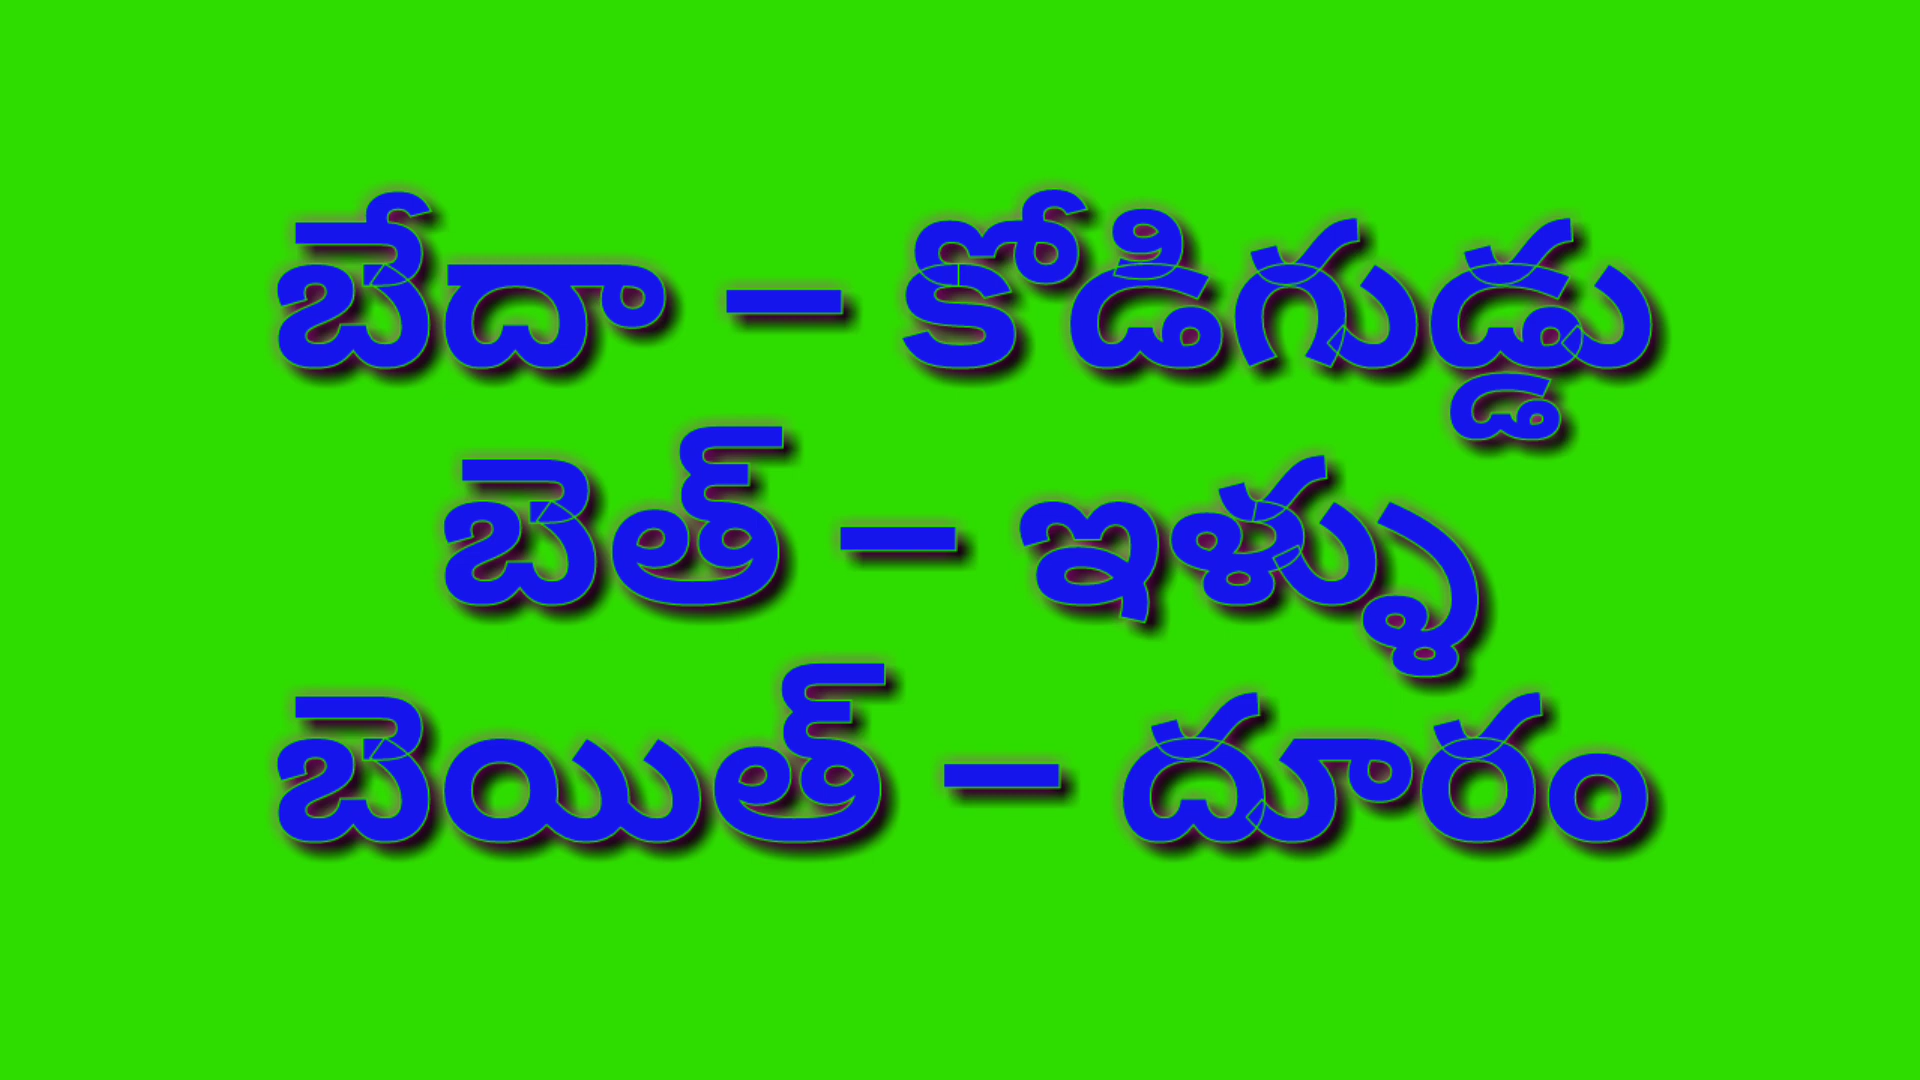 బేదా – కోడిగుడ్డు
బెత్ – ఇళ్ళు
బెయిత్ – దూరం